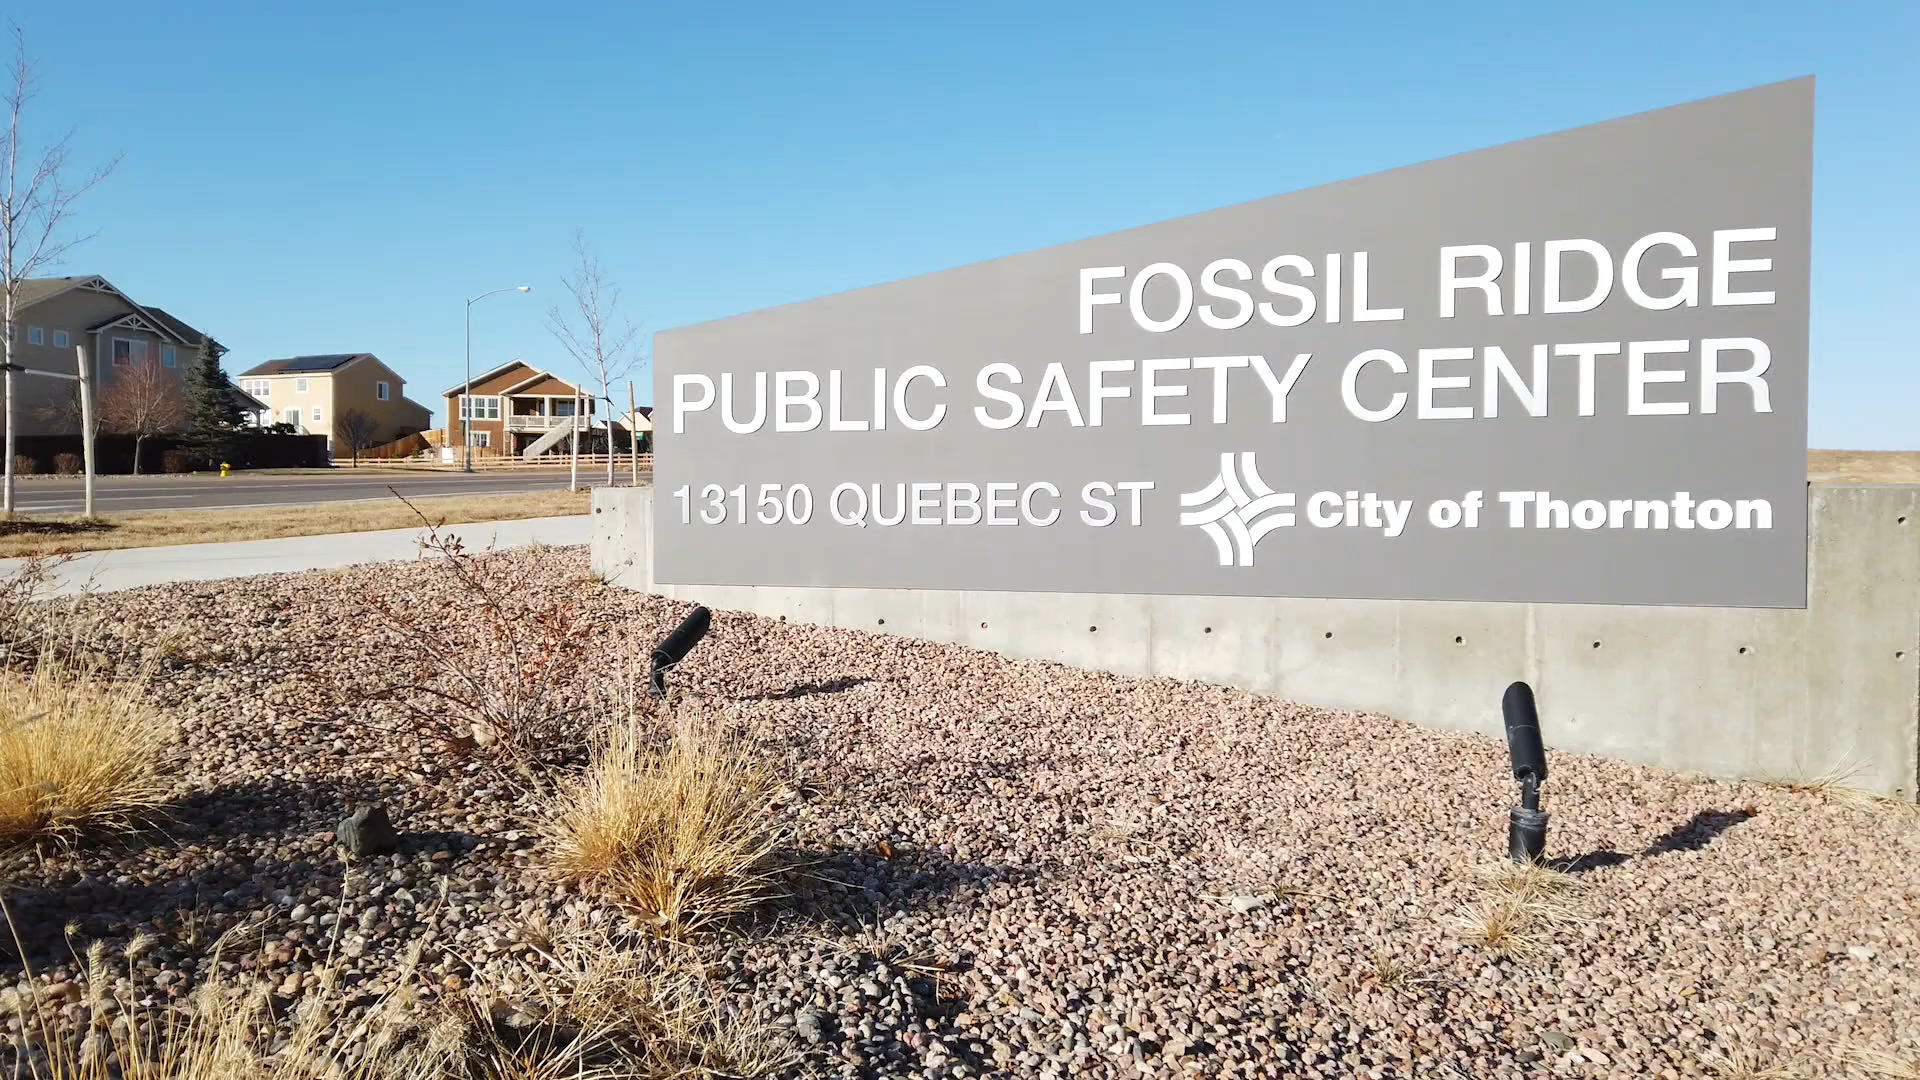 FOSSIL RIDGE
PUBLIC SAFETY CENTER
13150 QUEBEC ST City of Thornton